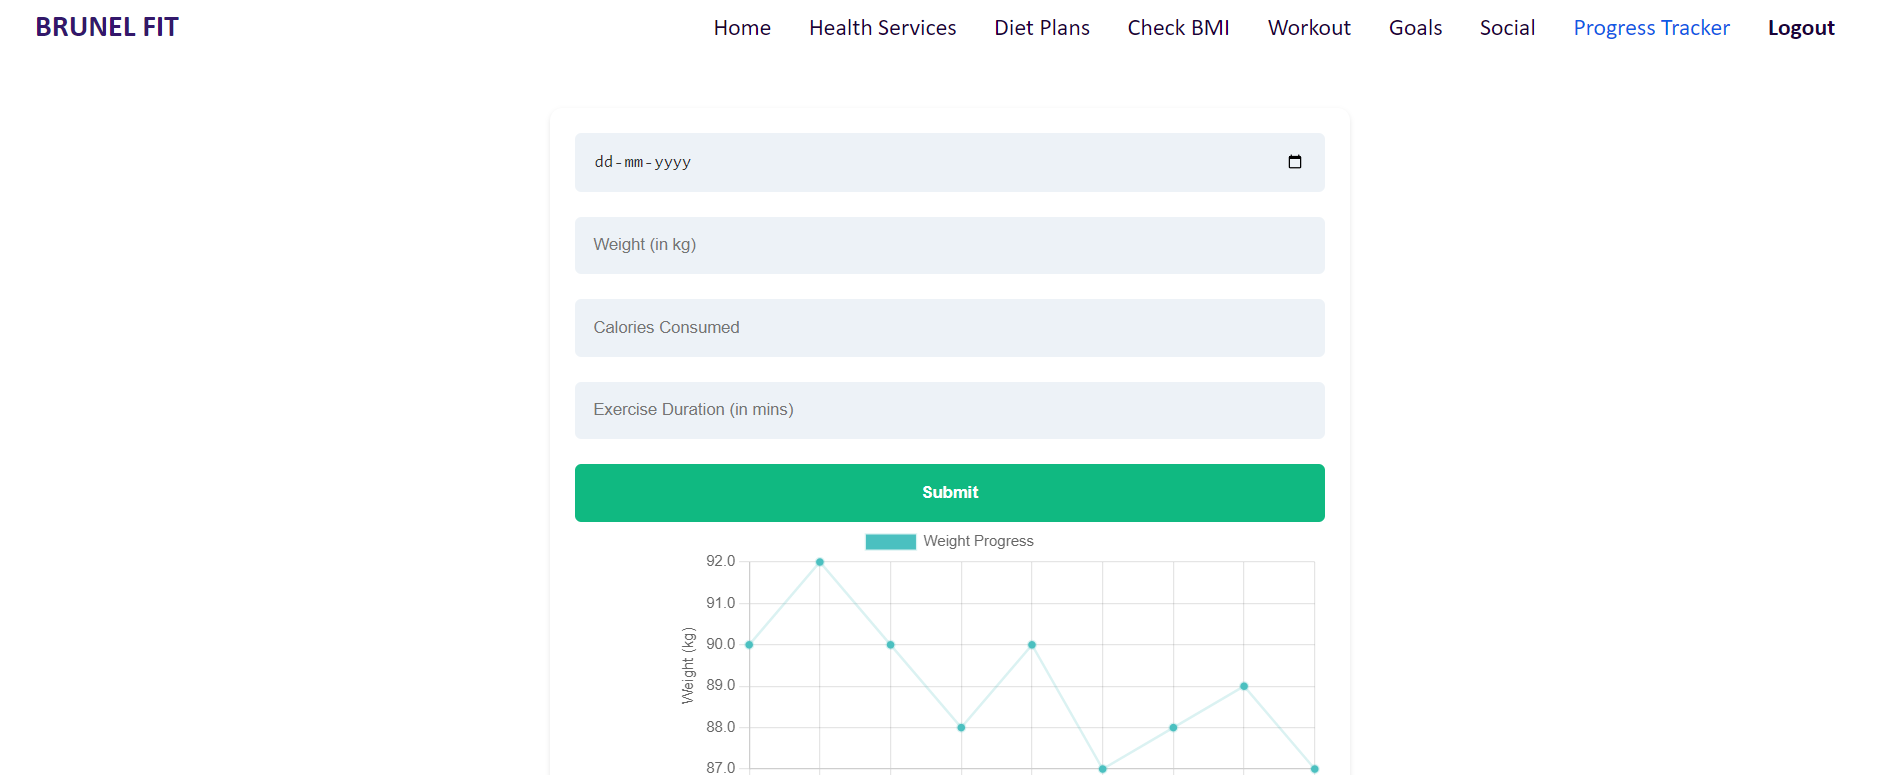 BRUNEL FIT
Home Health Services Diet Plans Check BMI Workout Goals Social Progress Tracker Logout
dd-mm-yyyy
Weight (in kg)
Calories Consumed
Exercise Duration (in mins)
Submit
Weight Progress
92.0
91.0
90.0
89.0
88.0
87.0
Weight (kg)